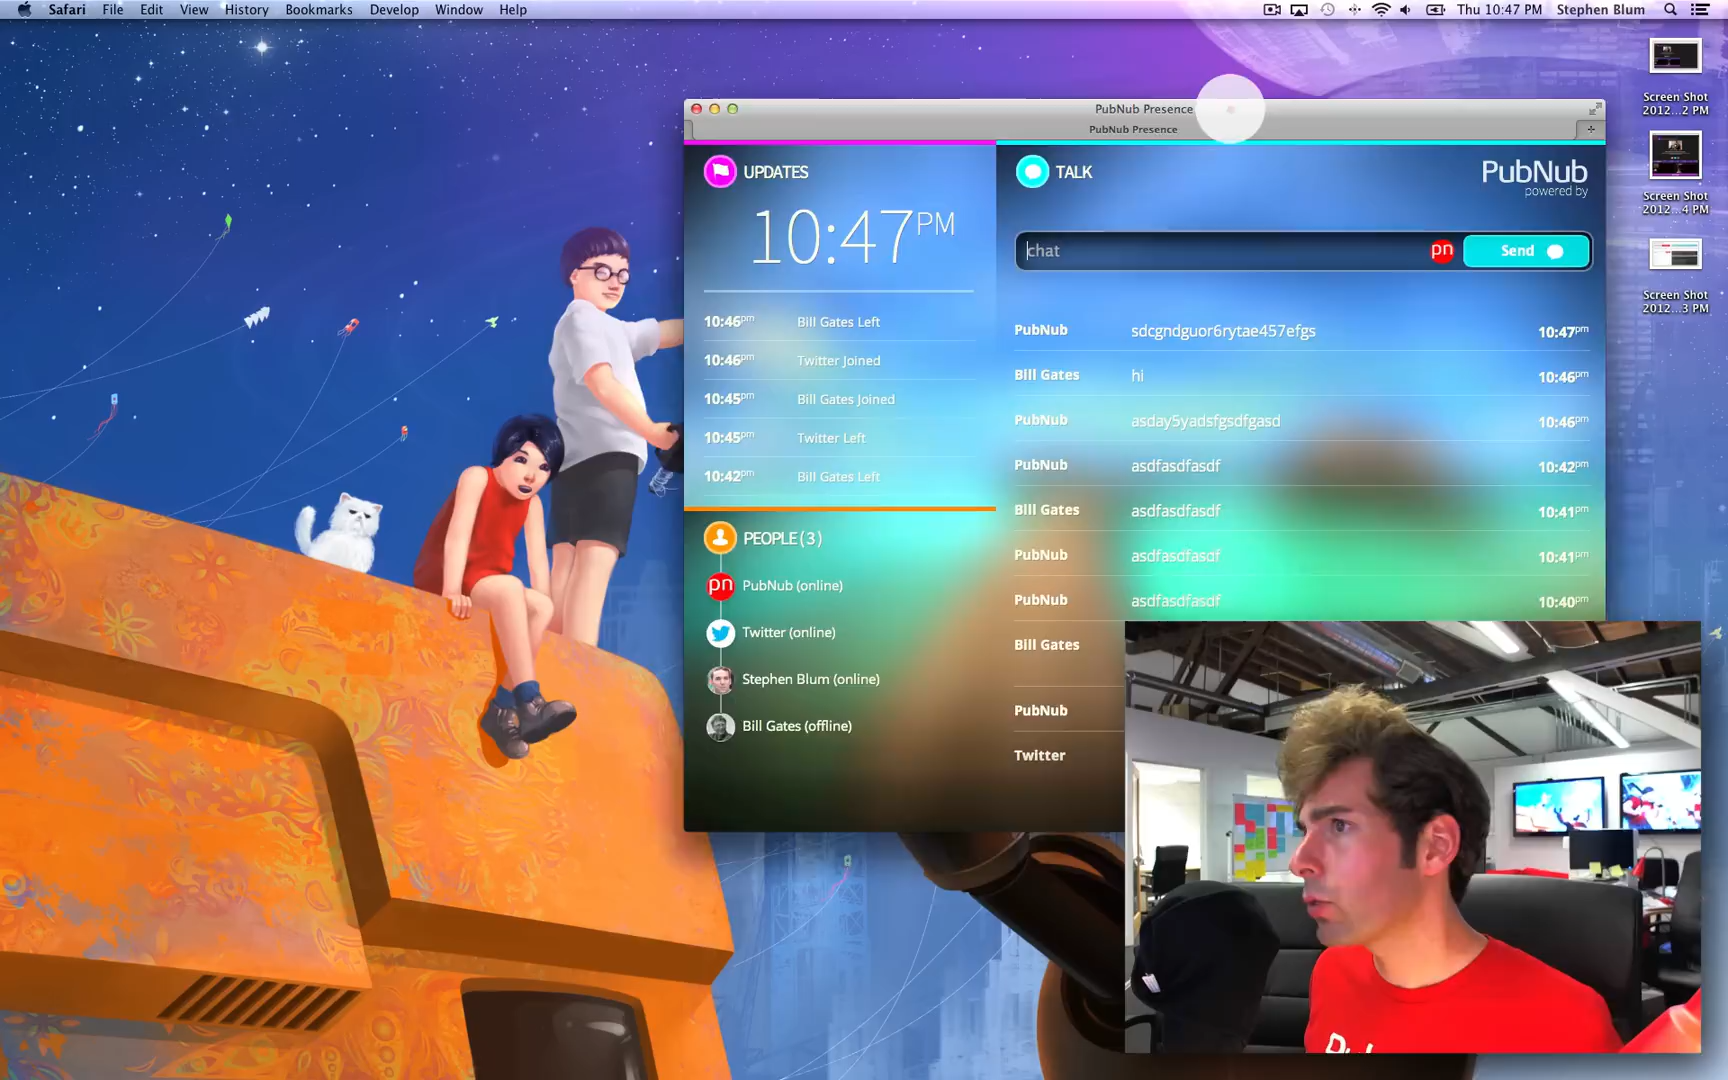 Safari File Edit View History Bookmarks Develop Window Help
Thu 10:47 PM Stephen Blum
Screen Shot
2012...2 PM
Screen Shot
2012...4 PM
Screen Shot
2012...3 PM
PubNub Presence
PubNub Presence
UPDATES
10:47PM
10:46pm Bill Gates Left
10:46pm Twitter Joined
10:45pm Bill Gates Joined
10:45pm Twitter Left
10:42pm Bill Gates Left
PEOPLE (3)
pn PubNub (online)
Twitter (online)
Stephen Blum (online)
Bill Gates (offline)
TALK
PubNub
powered by
chat pn Send
PubNub sdcgndguor6rytae457efgs 10:47pm
Bill Gates hi 10:46pm
PubNub asday5yadsfgsdfgasd 10:46pm
PubNub asdfasdfasdf 10:42pm
Bill Gates asdfasdfasdf 10:41pm
PubNub asdfasdfasdf 10:41pm
PubNub asdfasdfasdf 10:40pm
Bill Gates
PubNub
Twitter